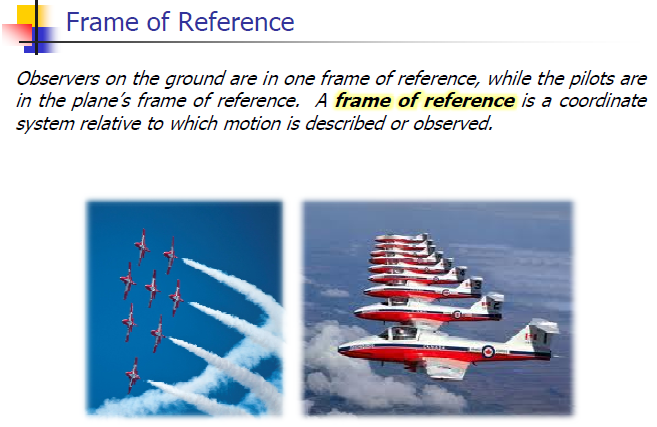 Frame of Reference
Observers on the ground are in one frame of reference, while the pilots are
in the plane's frame of reference. A frame of reference is a coordinate
system relative to which motion is described or observed.